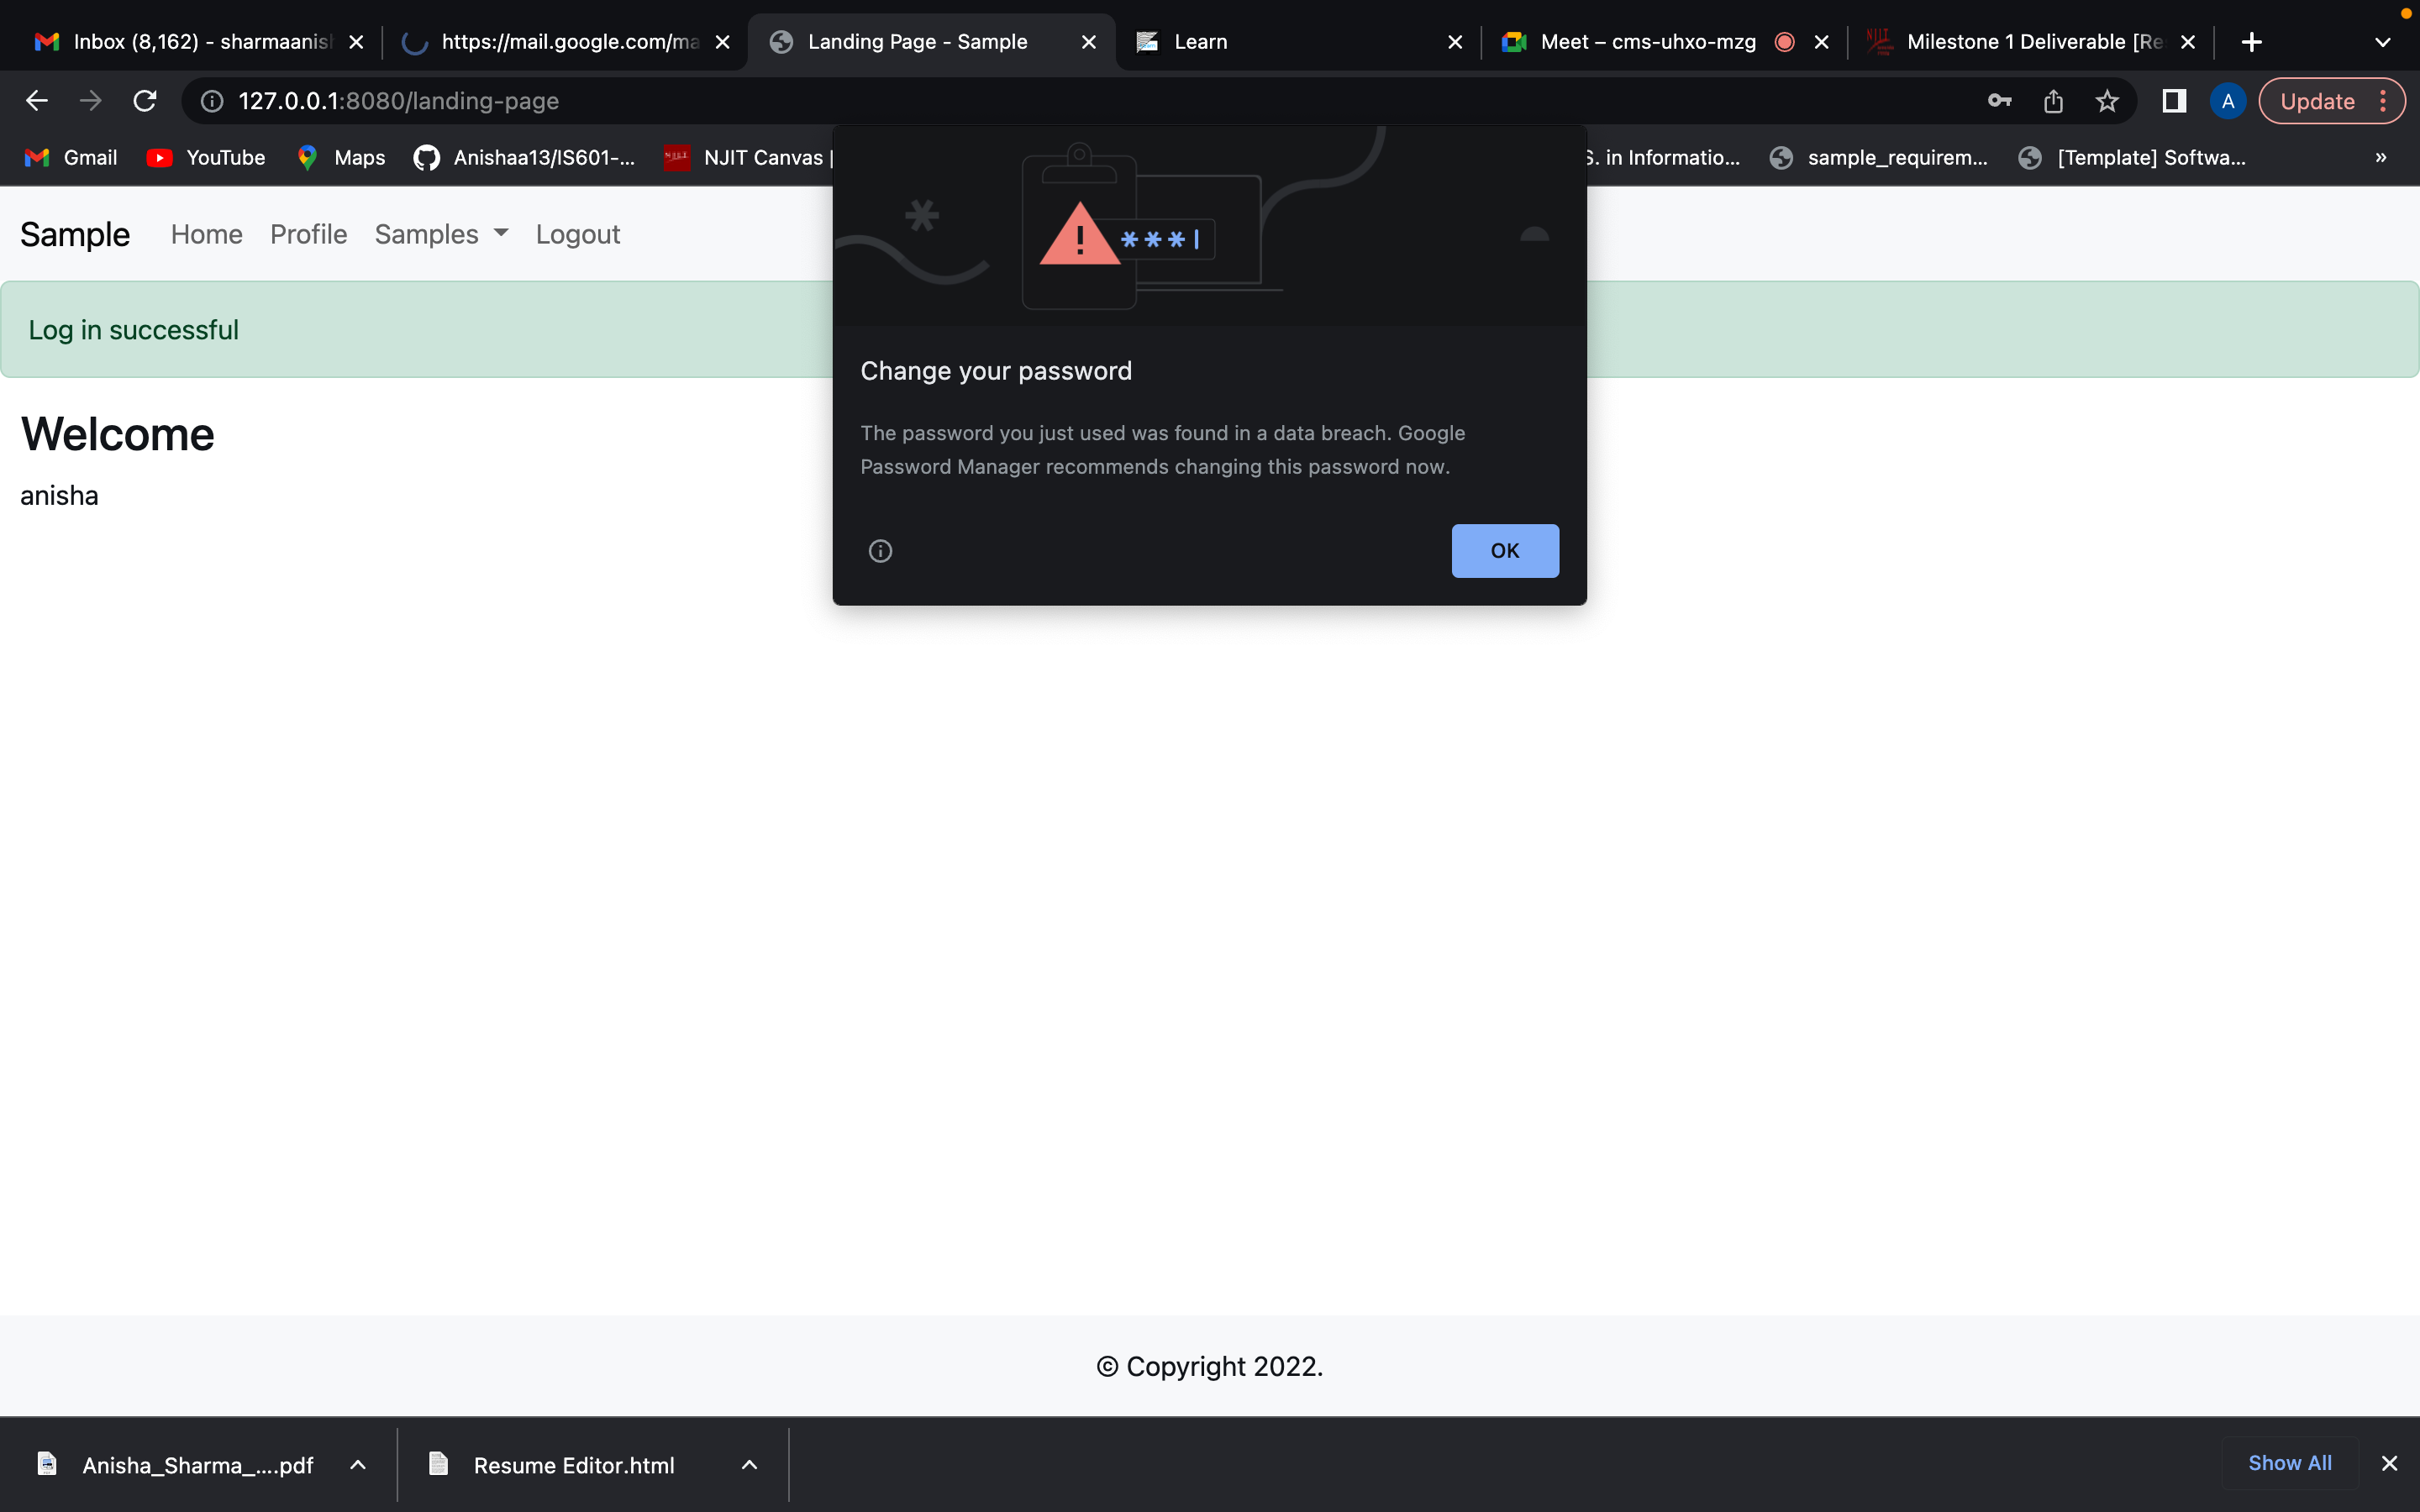 Inbox (8,162) - sharmaanish
https://mail.google.com/ma
Landing Page - Sample
Learn
Meet – cms-uhxo-mzg
NJIT
Milestone 1 Deliverable [Re
127.0.0.1:8080/landing-page
A
Update
Gmail
YouTube
Maps
Anishaa13/IS601-...
NJIT
NJIT Canvas |
S. in Informatio...
sample_requirem...
[Template] Softwa...
»
Sample
Home
Profile
Samples
Logout
***|
Log in successful
Change your password
The password you just used was found in a data breach. Google
Password Manager recommends changing this password now.
OK
Welcome
anisha
© Copyright 2022.
Anisha_Sharma_....pdf
Resume Editor.html
Show All